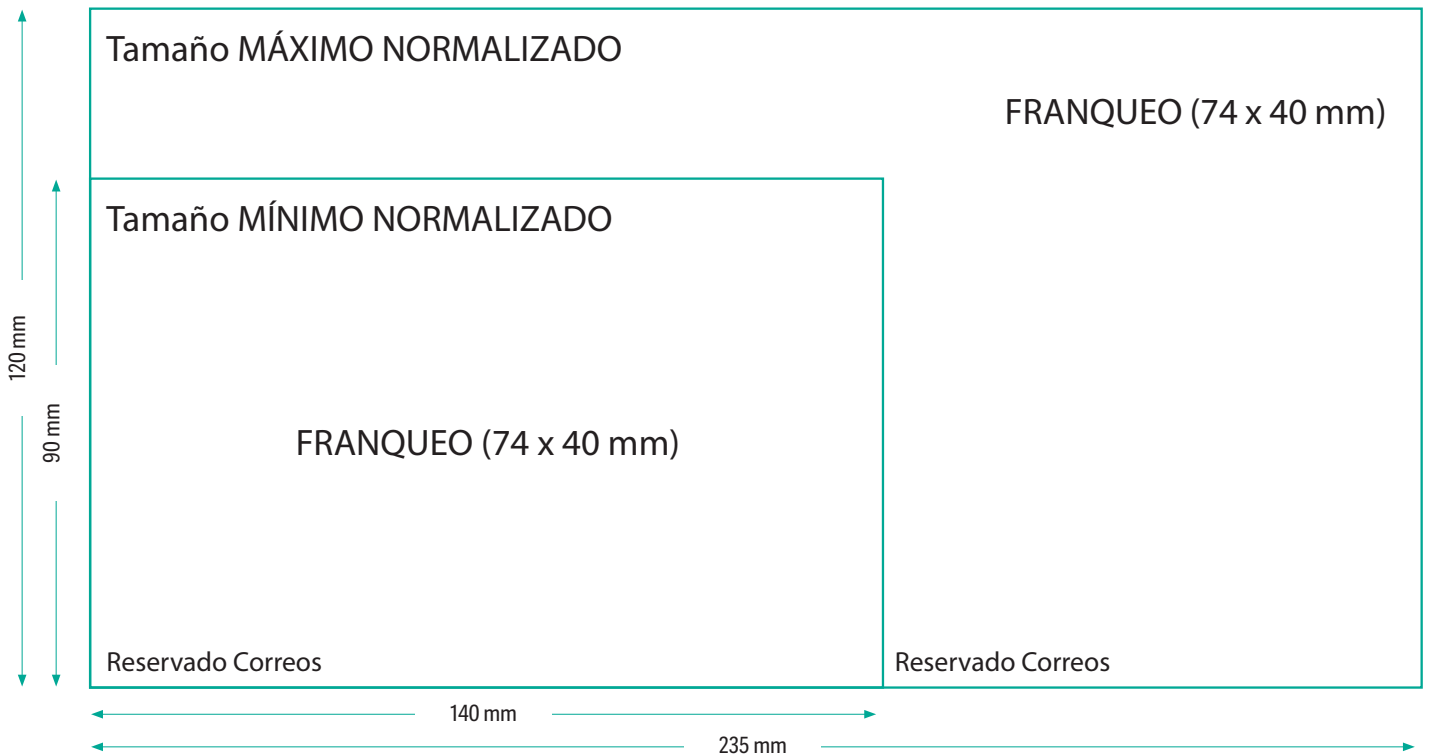 Tamaño MÁXIMO NORMALIZADO
FRANQUEO (74 x 40 mm)
Tamaño MÍNIMO NORMALIZADO
120 mm
90 mm
FRANQUEO (74 x 40 mm)
Reservado Correos
Reservado Correos
140 mm
235 mm